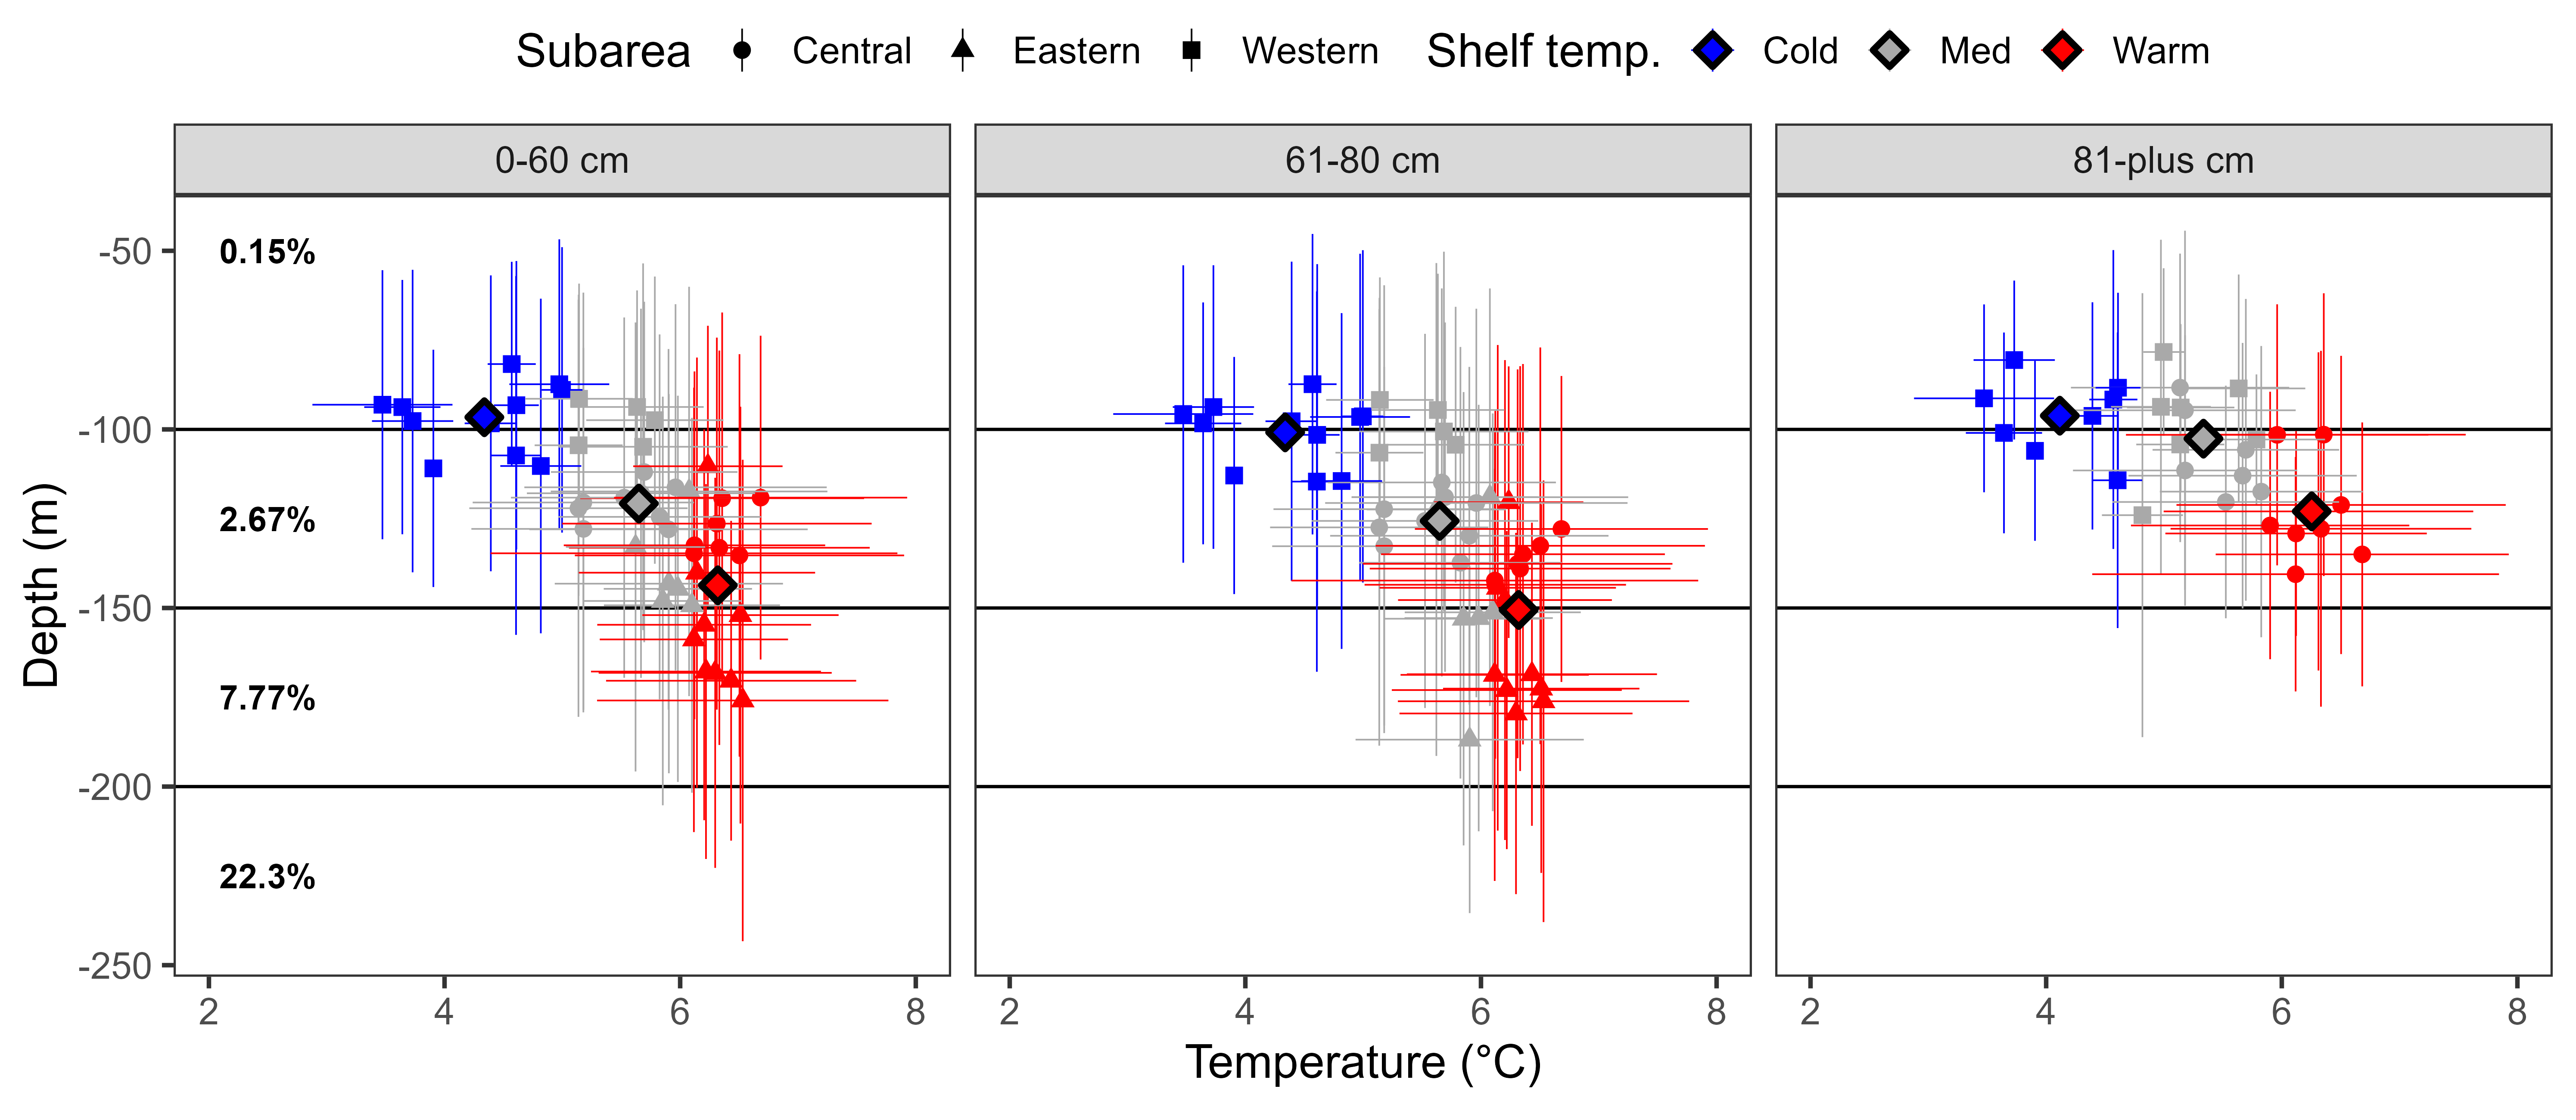 Subarea Central Eastern Western Shelf temp. Cold Med Warm
0-60 cm 61-80 cm 81-plus cm
Depth (m)
-50
-100
-150
-200
-250
0.15%
2.67%
7.77%
22.3%
2 4 6 8 2 4 6 8 2 4 6 8
Temperature (°C)